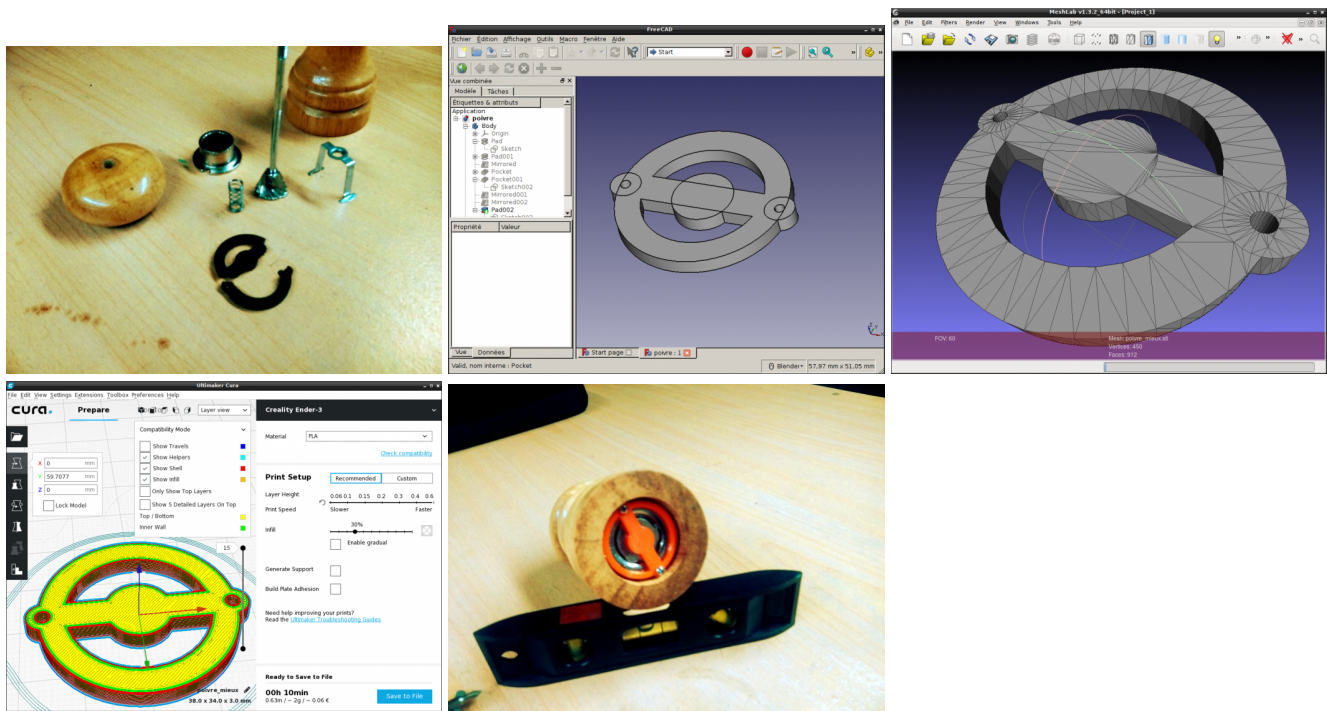 FreeCAD
Fichier Édition Affichage Outils Macro Fenêtre Aide
Start
Vue combinée
Modèle Tâches
Étiquettes & attributs
Application
poivre
Body
Origin
Pad
Sketch
Pad001
Mirrored
Pocket
Pocket001
Sketch002
Mirrored001
Mirrored002
Pad002
Propriété Valeur
Vue Données
Start page poivre : 1
Valid, nom interne : Pocket
Blender 57,97 mm x 51,05 mm
MeshLab v1.3.2_64bit - [Project_1]
File Edit Filters Render View Windows Tools Help
FOV: 60
Mesh: poivre_mieux.stl
Vertices: 450
Faces: 912
Ultimaker Cura
File Edit View Settings Extensions Toolbox Preferences Help
cura. Prepare Layer view
Compatibility Mode
Show Travels
Show Helpers
Show Shell
Show Infill
Only Show Top Layers
Show 5 Detailed Layers On Top
Top / Bottom
Inner Wall
X 0 mm
Y 59.7077 mm
Z 0 mm
Lock Model
15
poivre_mieux
38.0 x 34.0 x 3.0 mm
Creality Ender-3
Material PLA
Check compatibility
Print Setup Recommended Custom
Layer Height 0.06 0.1 0.15 0.2 0.3 0.4 0.6
Print Speed Slower Faster
Infill 30%
Enable gradual
Generate Support
Build Plate Adhesion
Need help improving your prints?
Read the Ultimaker Troubleshooting Guides
Ready to Save to File
00h 10min
0.63m / ~ 2g / ~ 0.06 €
Save to File